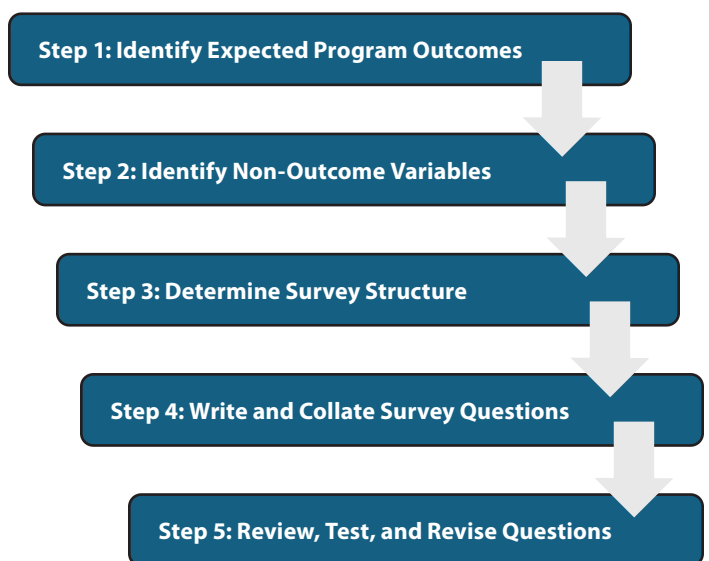 Step 1: Identify Expected Program Outcomes
Step 2: Identify Non-Outcome Variables
Step 3: Determine Survey Structure
Step 4: Write and Collate Survey Questions
Step 5: Review, Test, and Revise Questions